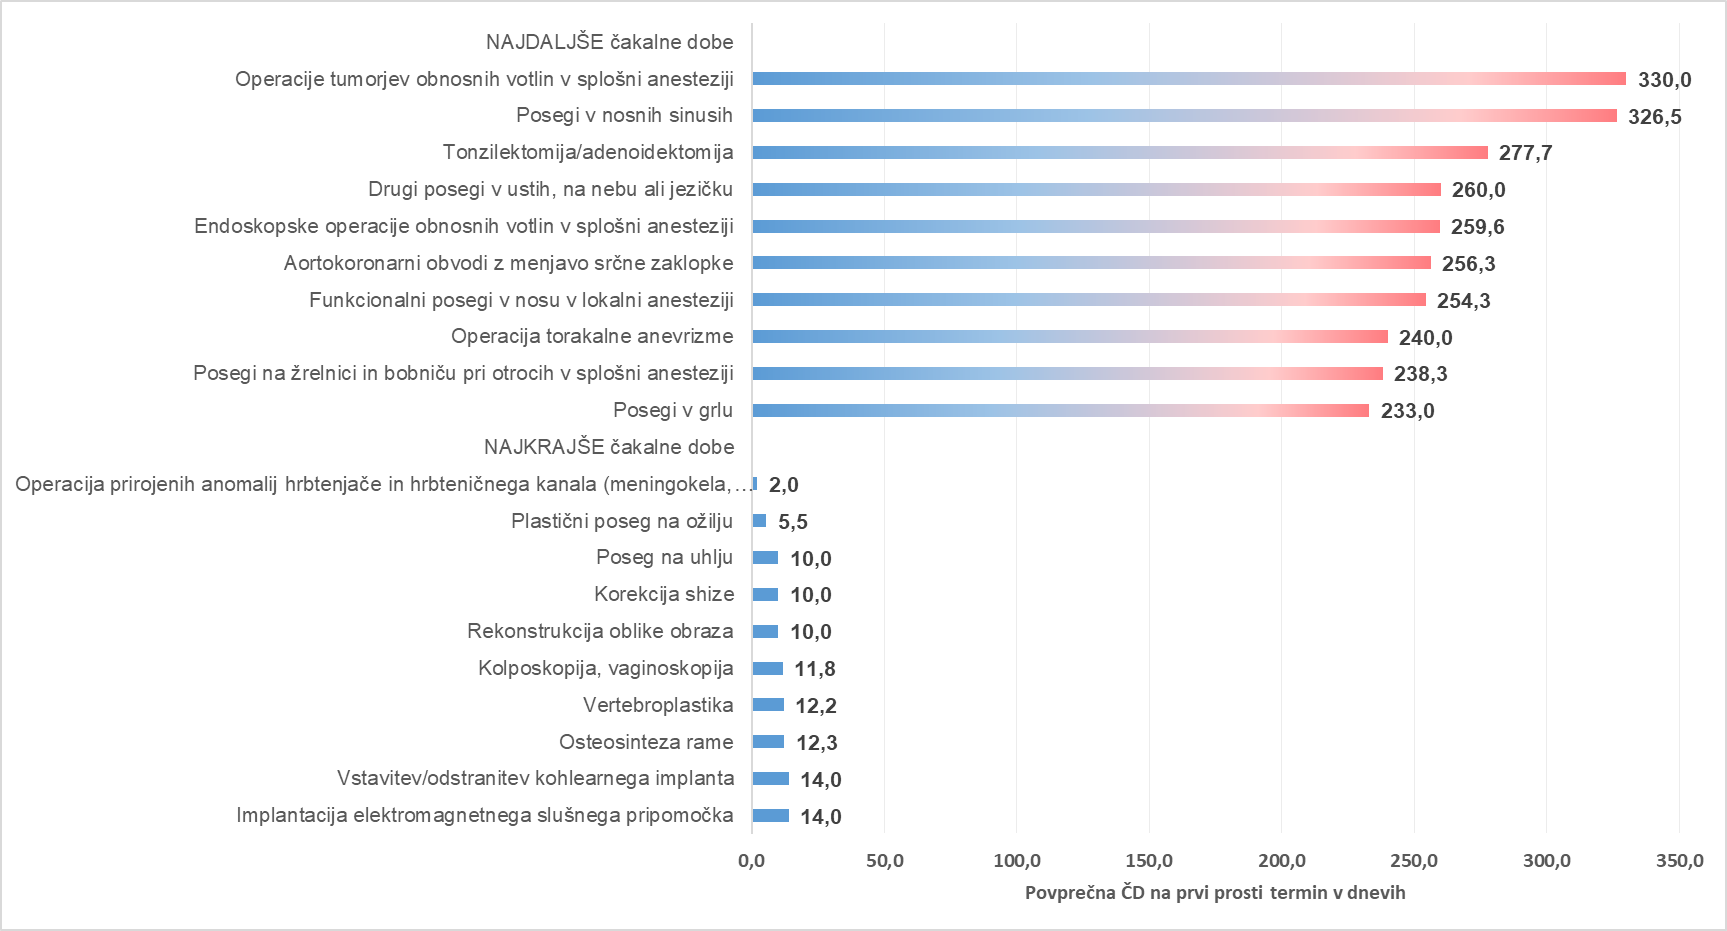 NAJDALJŠE čakalne dobe
Operacije tumorjev obnosnih votlin v splošni anesteziji 330,0
Posegi v nosnih sinusih 326,5
Tonzilektomija/adenoidektomija 277,7
Drugi posegi v ustih, na nebu ali jezičku 260,0
Endoskopske operacije obnosnih votlin v splošni anesteziji 259,6
Aortokoronarni obvodi z menjavo srčne zaklopke 256,3
Funkcionalni posegi v nosu v lokalni anesteziji 254,3
Operacija torakalne anevrizme 240,0
Posegi na žrelnici in bobniču pri otrocih v splošni anesteziji 238,3
Posegi v grlu 233,0
NAJKRAJŠE čakalne dobe
Operacija prirojenih anomalij hrbtenjače in hrbteničnega kanala (meningokela,... 2,0
Plastični poseg na ožilju 5,5
Poseg na uhlju 10,0
Korekcija shize 10,0
Rekonstrukcija oblike obraza 10,0
Kolposkopija, vaginoskopija 11,8
Vertebroplastika 12,2
Osteosinteza rame 12,3
Vstavitev/odstranitev kohlearnega implanta 14,0
Implantacija elektromagnetnega slušnega pripomočka 14,0
0,0 50,0 100,0 150,0 200,0 250,0 300,0 350,0
Povprečna ČD na prvi prosti termin v dnevih